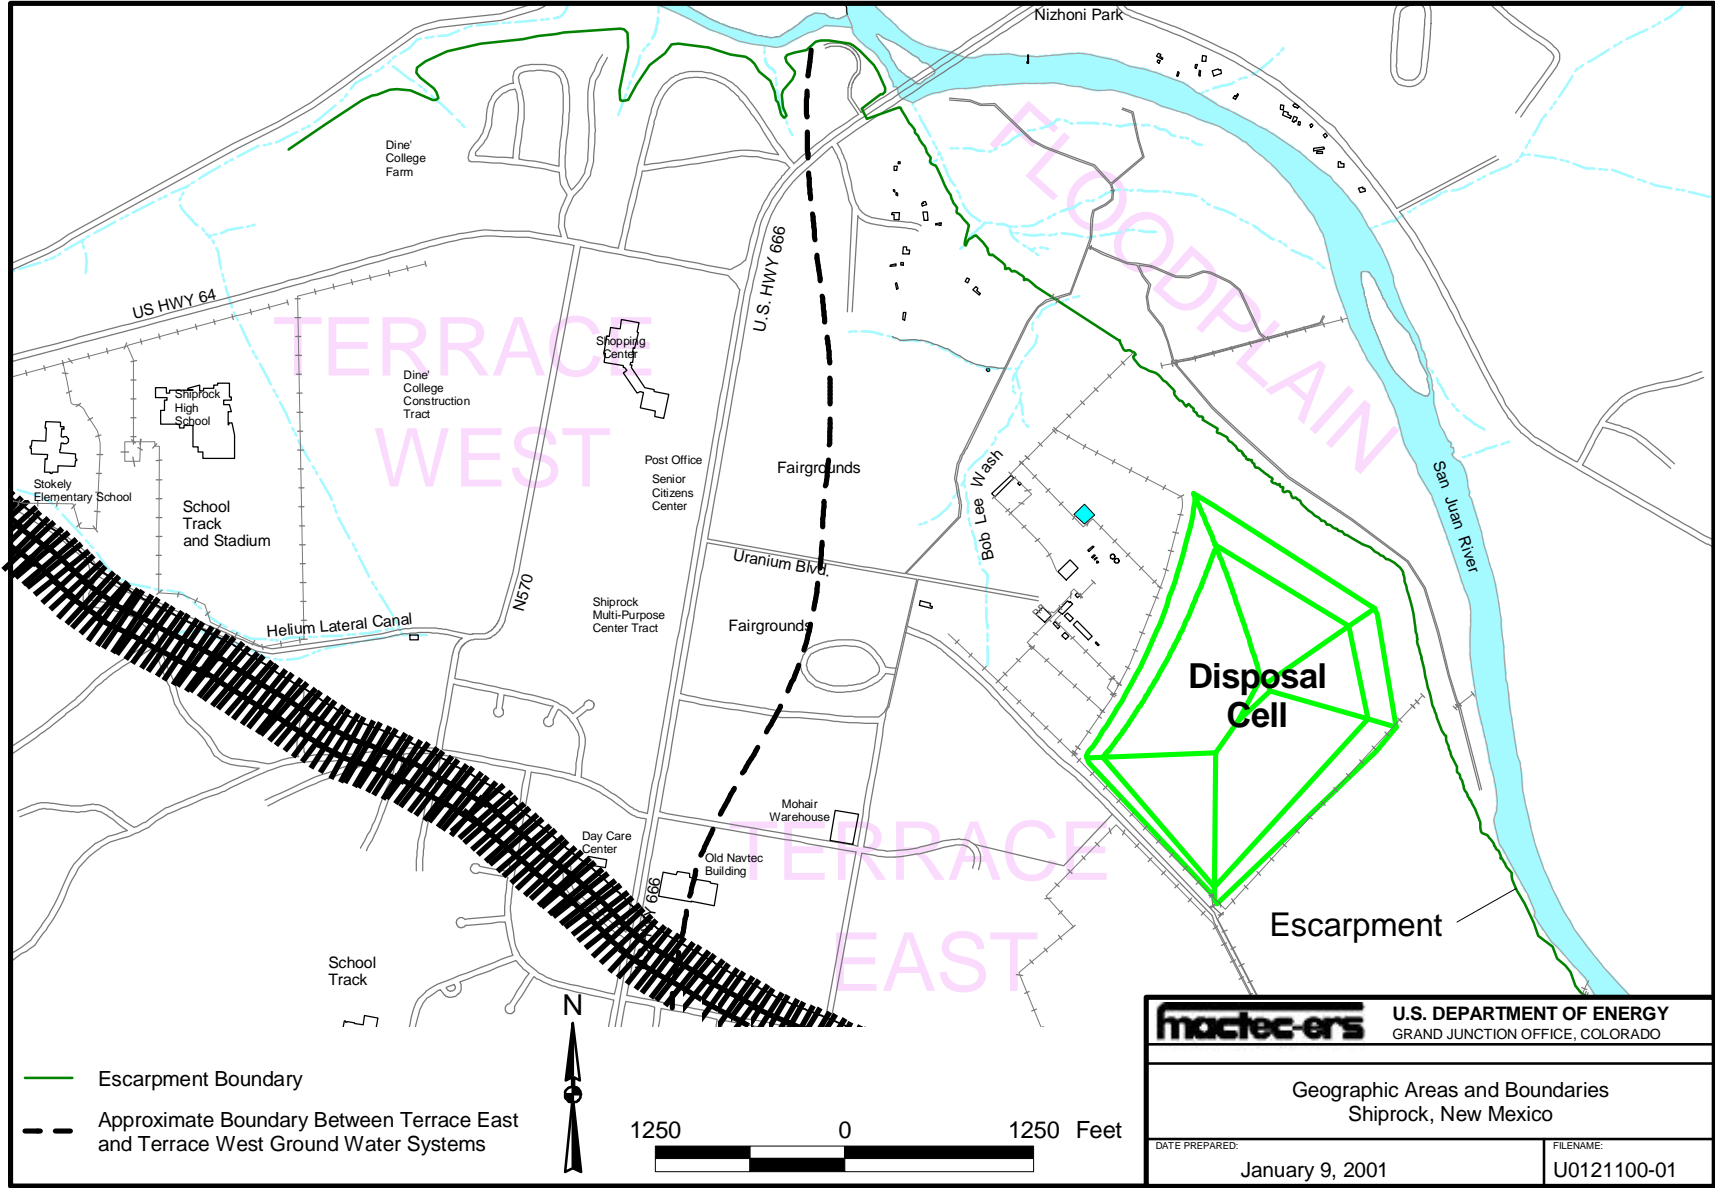 Nizhoni Park
Dine'
College
Farm
FLOODPLAIN
U.S. HWY 666
US HWY 64
TERRACE
WEST
Shopping
Center
Dine'
College
Construction
Tract
Shiprock
High
School
Stokely
Elementary School
School
Track
and Stadium
Post Office
Senior
Citizens
Center
Fairgrounds
Bob Lee Wash
San Juan River
Uranium Blvd.
N570
Shiprock
Multi-Purpose
Center Tract
Fairgrounds
Helium Lateral Canal
Disposal
Cell
Mohair
Warehouse
TERRACE
EAST
Day Care
Center
Old Navtec
Building
Y 666
Escarpment
School
Track
N
Escarpment Boundary
Approximate Boundary Between Terrace East
and Terrace West Ground Water Systems
1250 0 1250 Feet
mactec-ers
U.S. DEPARTMENT OF ENERGY
GRAND JUNCTION OFFICE, COLORADO
Geographic Areas and Boundaries
Shiprock, New Mexico
DATE PREPARED:
January 9, 2001
FILENAME:
U0121100-01